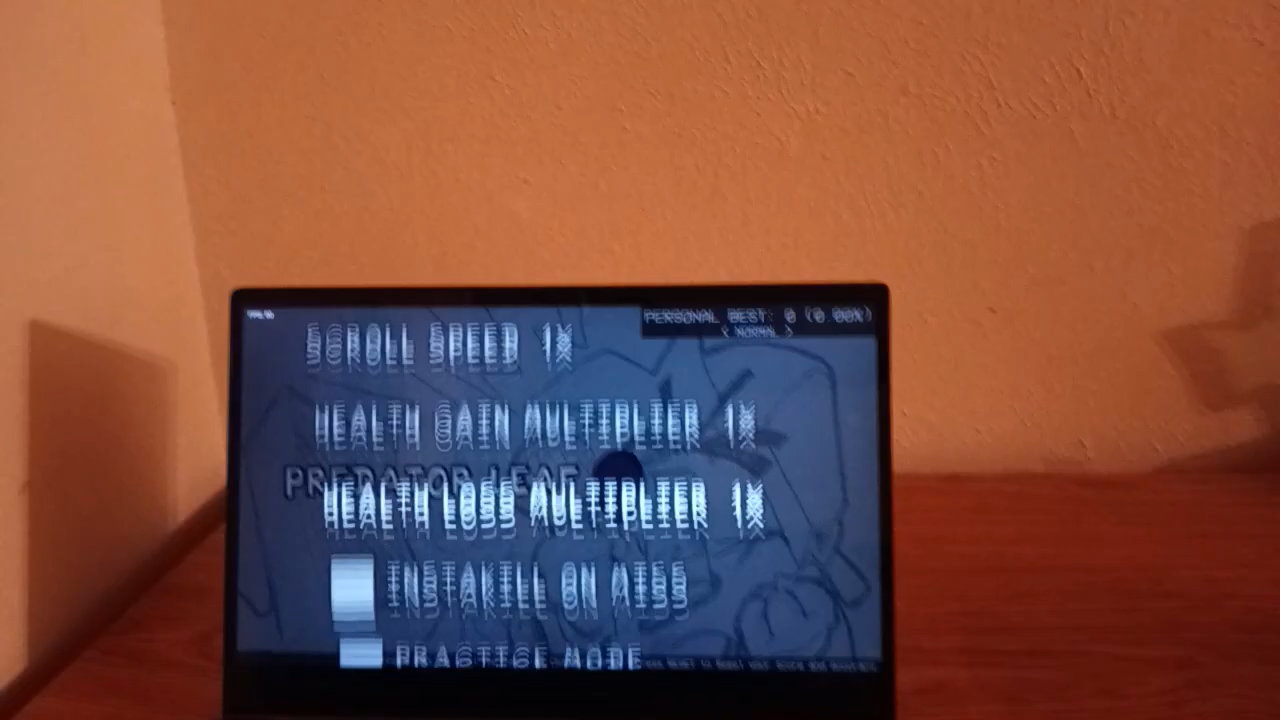 PERSONAL BEST: 0 (0.00%)
< NORMAL >
SCROLL SPEED 1X
HEALTH GAIN MULTIPLIER 1X
PREDATOR LEAF
HEALTH LOSS MULTIPLIER 1X
INSTAKILL ON MISS
PRACTICE MODE